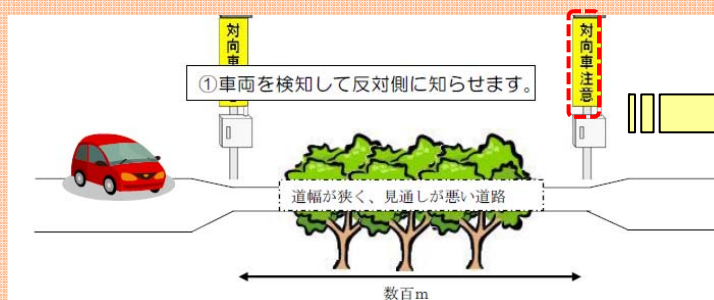 対向車
対向車注意
①車両を検知して反対側に知らせます。
道幅が狭く、見通しが悪い道路
数百m